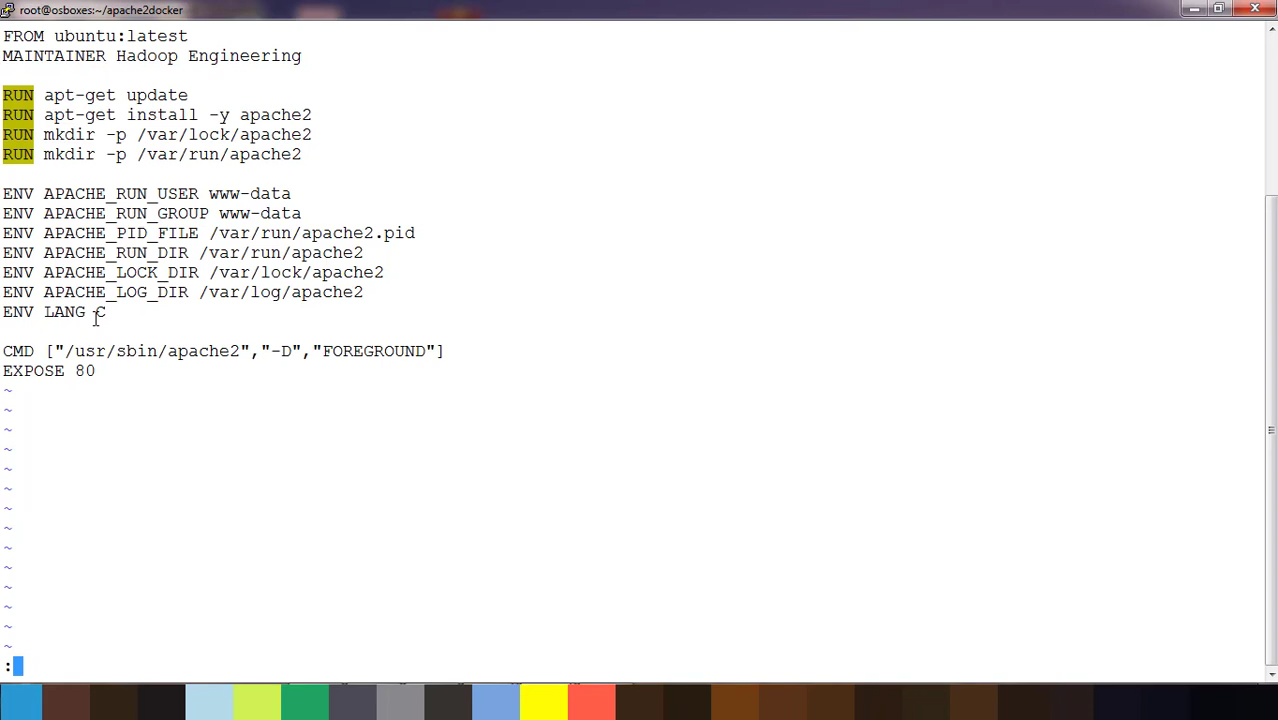 root@osboxes:~/apache2docker
FROM ubuntu:latest
MAINTAINER Hadoop Engineering
RUN apt-get update
RUN apt-get install -y apache2
RUN mkdir -p /var/lock/apache2
RUN mkdir -p /var/run/apache2
ENV APACHE_RUN_USER www-data
ENV APACHE_RUN_GROUP www-data
ENV APACHE_PID_FILE /var/run/apache2.pid
ENV APACHE_RUN_DIR /var/run/apache2
ENV APACHE_LOCK_DIR /var/lock/apache2
ENV APACHE_LOG_DIR /var/log/apache2
ENV LANG C
CMD ["/usr/sbin/apache2","-D","FOREGROUND"]
EXPOSE 80
~
~
~
~
~
~
~
~
~
~
~
~
~
~
: